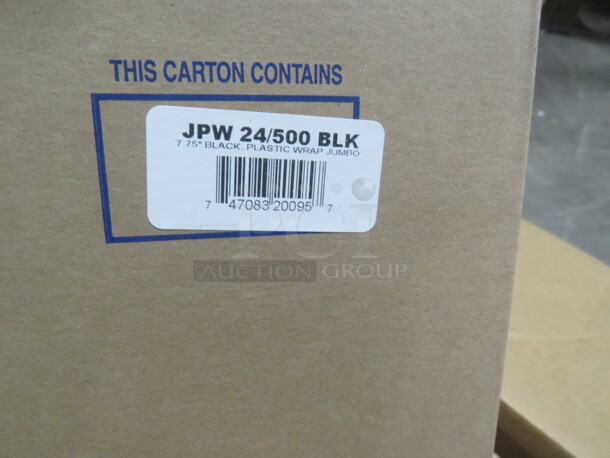 THIS CARTON CONTAINS
JPW 24/500 BLK
7.75" BLACK, PLASTIC WRAP JUMBO
7 47083 20095 7
PCI
AUCTION GROUP